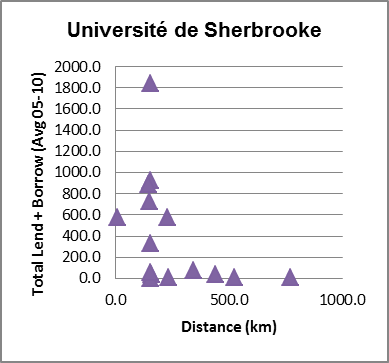 Université de Sherbrooke
Total Lend + Borrow (Avg 05-10)
2000.0
1800.0
1600.0
1400.0
1200.0
1000.0
800.0
600.0
400.0
200.0
0.0
0.0 500.0 1000.0
Distance (km)